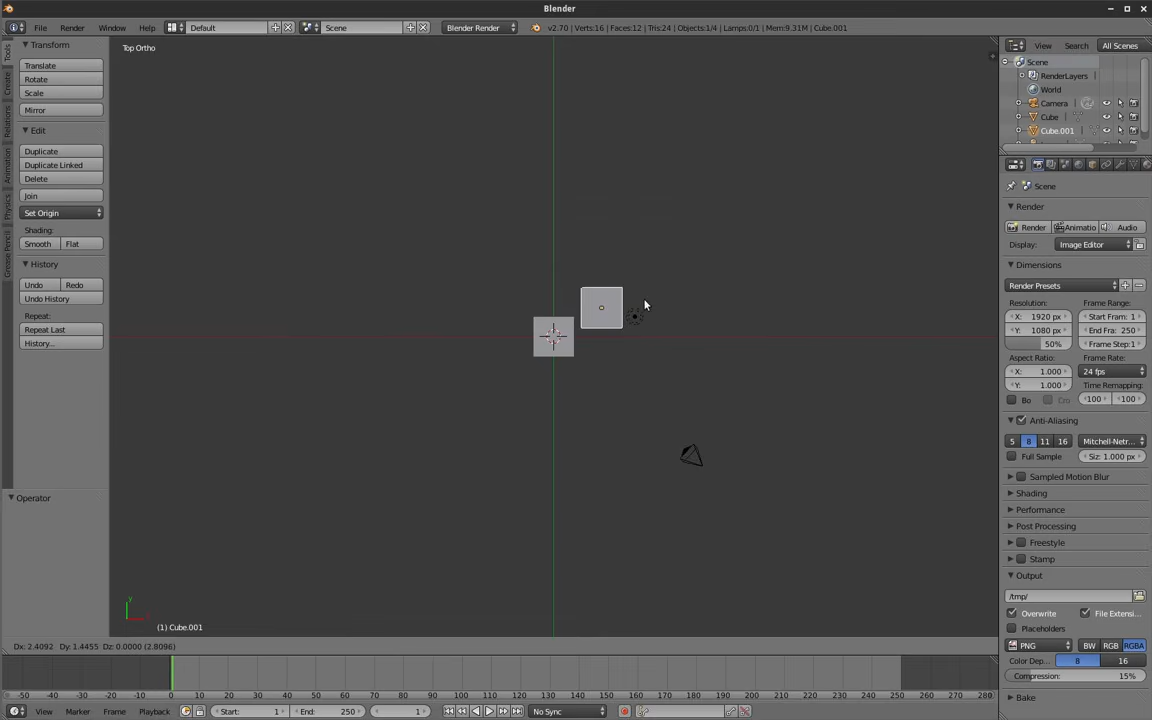 Blender
File Render Window Help Default Scene Blender Render v2.70 | Verts:16 | Faces:12 | Tris:24 | Objects:1/4 | Lamps:0/1 | Mem:9.31M | Cube.001
Tools
Create
Relations
Animation
Physics
Grease Pencil
Transform
Translate
Rotate
Scale
Mirror
Edit
Duplicate
Duplicate Linked
Delete
Join
Set Origin
Shading:
Smooth Flat
History
Undo Redo
Undo History
Repeat:
Repeat Last
History...
Operator
Top Ortho
(1) Cube.001
Dx: 2.4092 Dy: 1.4455 Dz: 0.0000 (2.8096)
View Search All Scenes
Scene
RenderLayers
World
Camera
Cube
Cube.001
Scene
Render
Render Animatio Audio
Display: Image Editor
Dimensions
Render Presets
Resolution: Frame Range:
X: 1920 px Start Fram: 1
Y: 1080 px End Fra: 250
50% Frame Step:1
Aspect Ratio: Frame Rate:
X: 1.000 24 fps
Y: 1.000 Time Remapping:
Bo Cro 100 100
Anti-Aliasing
5 8 11 16 Mitchell-Netr...
Full Sample Siz: 1.000 px
Sampled Motion Blur
Shading
Performance
Post Processing
Freestyle
Stamp
Output
/tmp/
Overwrite File Extensi...
Placeholders
PNG BW RGB RGBA
Color Dep... 8 16
Compression: 15%
Bake
-50 -40 -30 -20 -10 0 10 20 30 40 50 60 70 80 90 100 110 120 130 140 150 160 170 180 190 200 210 220 230 240 250 260 270 280
View Marker Frame Playback Start: 1 End: 250 1 No Sync